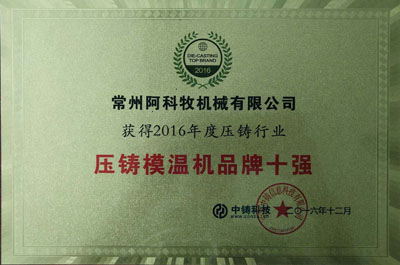 DIE-CASTING
TOP-BRAND
2016
常州阿科牧机械有限公司
获得2016年度压铸行业
压铸模温机品牌十强
中铸科技
二〇一六年十二月